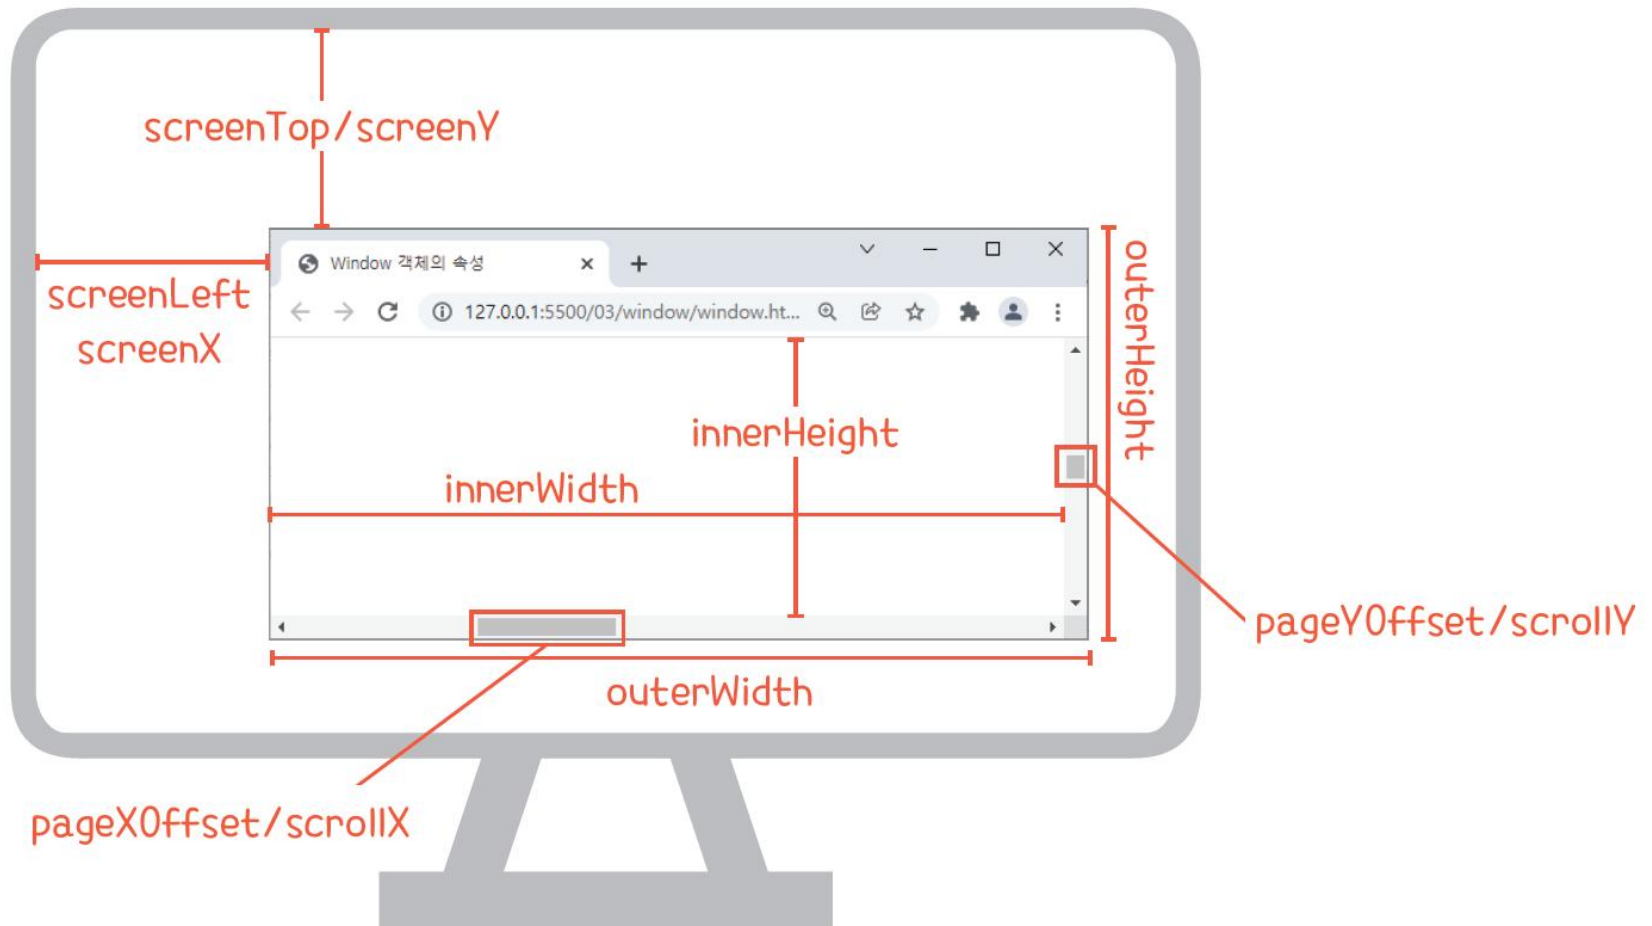 screenTop/screenY
Window 객체의 속성
screenLeft
screenX
127.0.0.1:5500/03/window/window.ht...
outerHeight
innerHeight
innerWidth
pageYOffset/scrollY
outerWidth
pageXOffset/scrollX